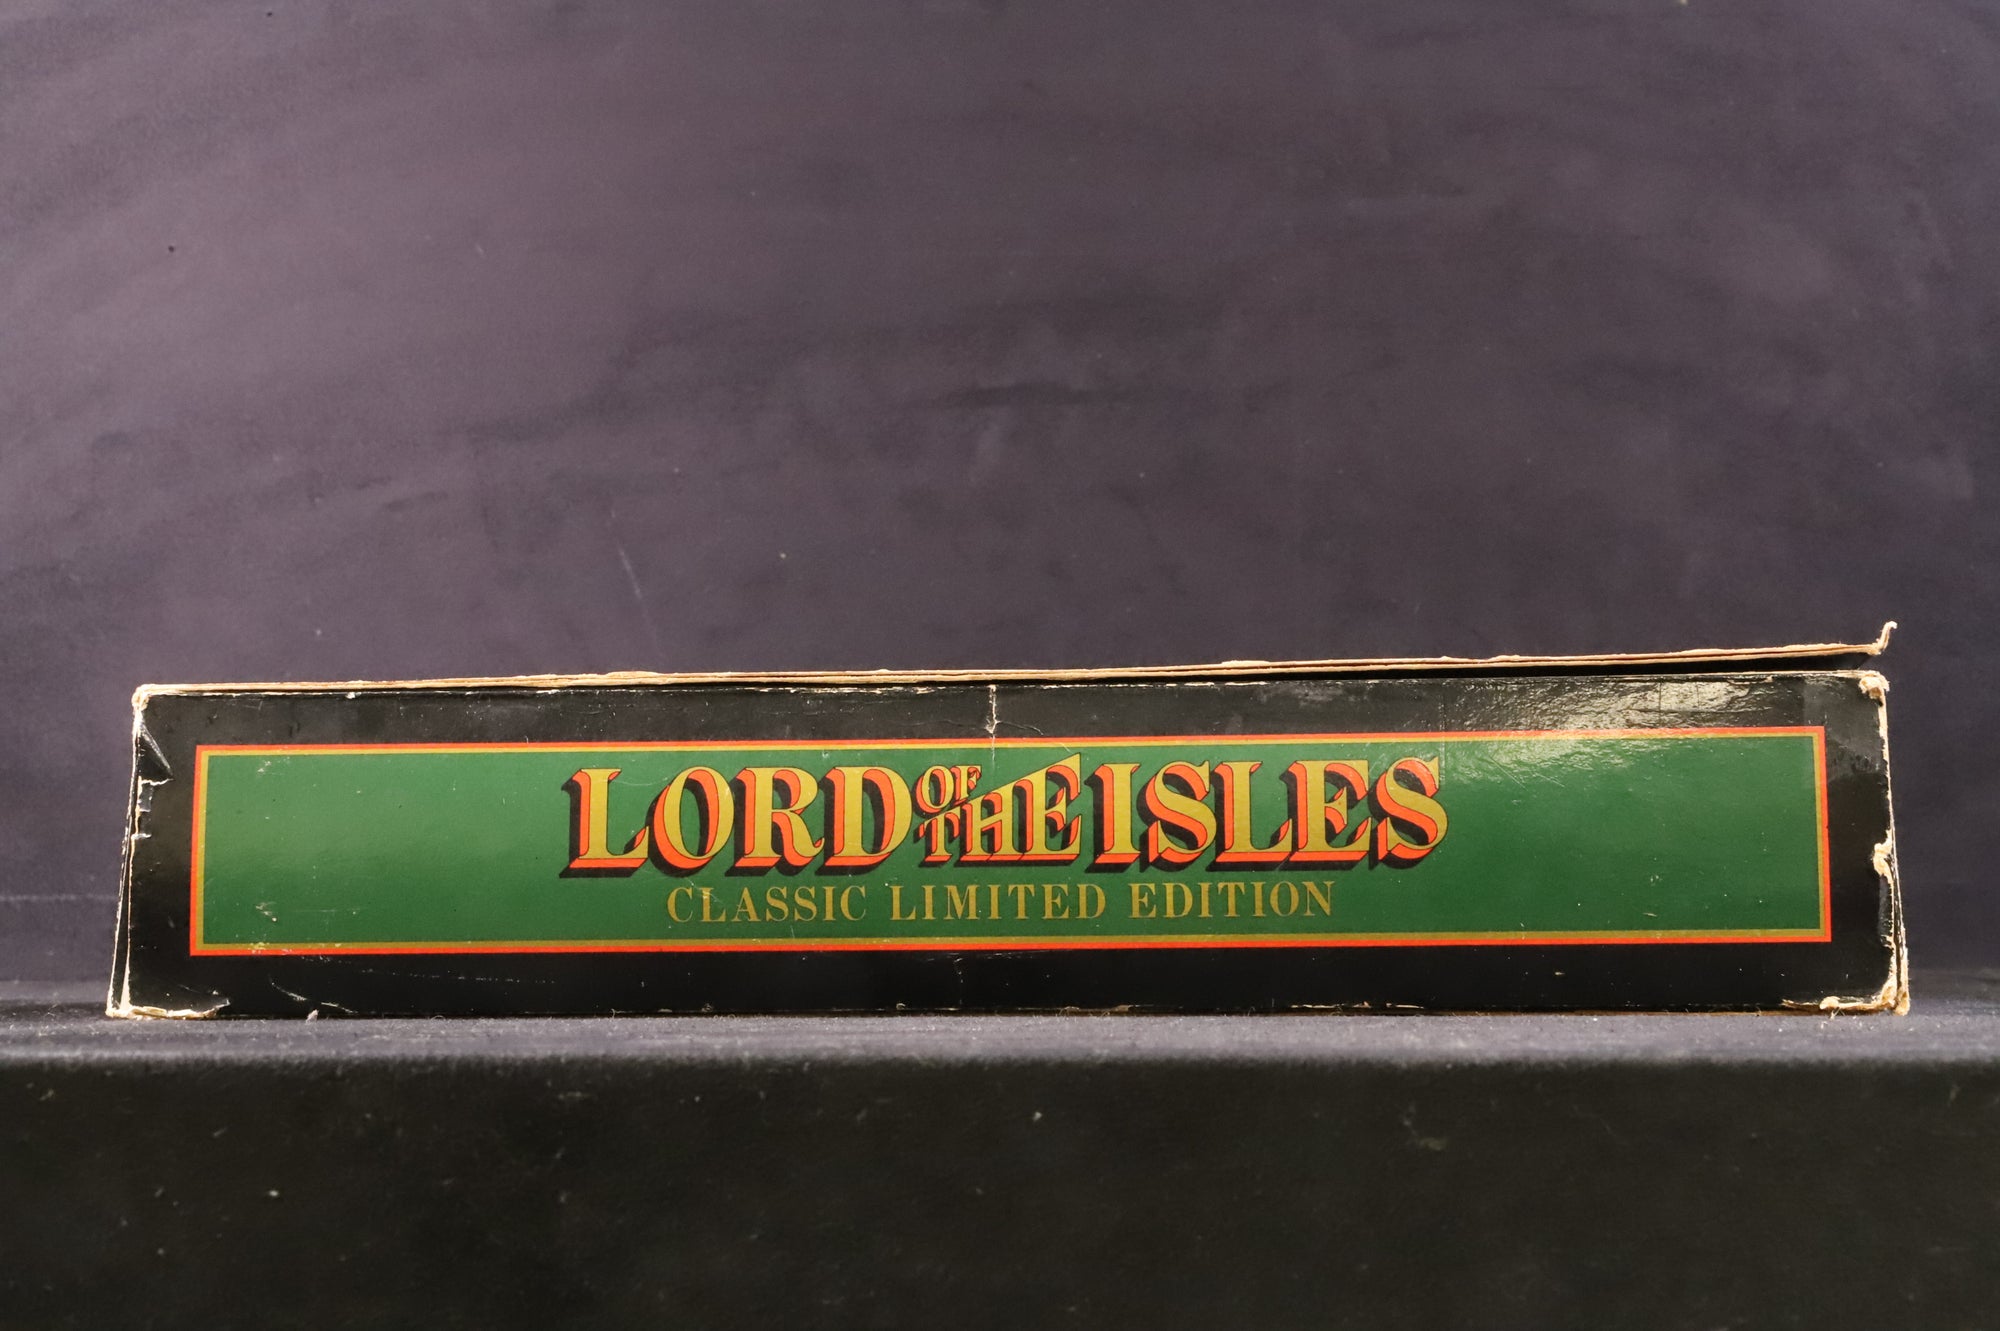 LORD OF THE ISLES
CLASSIC LIMITED EDITION